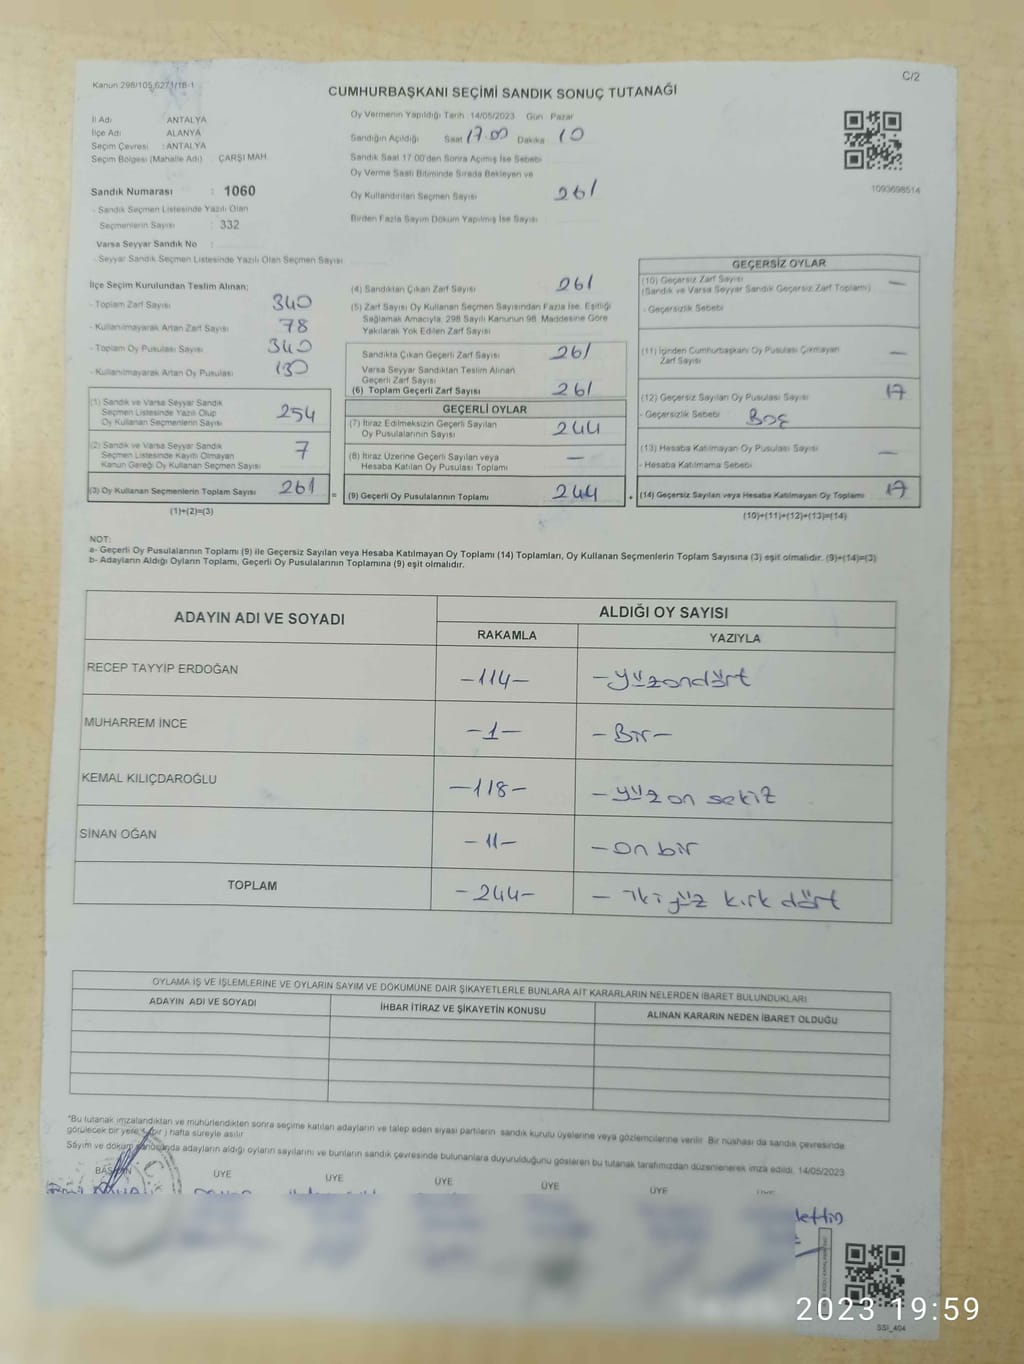 Kanun 298/105,6271/18-1
C/2
CUMHURBAŞKANI SEÇİMİ SANDIK SONUÇ TUTANAĞI
İl Adı : ANTALYA
İlçe Adı : ALANYA
Seçim Çevresi : ANTALYA
Seçim Bölgesi (Mahalle Adı) : ÇARŞI MAH.
Sandık Numarası : 1060
- Sandık Seçmen Listesinde Yazılı Olan
Seçmenlerin Sayısı : 332
Varsa Seyyar Sandık No :
- Seyyar Sandık Seçmen Listesinde Yazılı Olan Seçmen Sayısı
Oy Vermenin Yapıldığı Tarih :14/05/2023 Gün : Pazar
Sandığın Açıldığı Saat 17.00 Dakika 10
Sandık Saat 17.00'den Sonra Açılmış İse Sebebi
Oy Verme Saati Bitiminde Sırada Bekleyen ve
Oy Kullandırılan Seçmen Sayısı 261
Birden Fazla Sayım Döküm Yapılmış İse Sayısı
1093698514
İlçe Seçim Kurulundan Teslim Alınan;
- Toplam Zarf Sayısı 340
- Kullanılmayarak Artan Zarf Sayısı 78
- Toplam Oy Pusulası Sayısı 340
- Kullanılmayarak Artan Oy Pusulası
(1) Sandık ve Varsa Seyyar Sandık
Seçmen Listesinde Yazılı Olup
Oy Kullanan Seçmenlerin Sayısı 254
(2) Sandık ve Varsa Seyyar Sandık
Seçmen Listesinde Kayıtlı Olmayan
Kanun Gereği Oy Kullanan Seçmen Sayısı 7
(3) Oy Kullanan Seçmenlerin Toplam Sayısı 261 =
(1)+(2)=(3)
(4) Sandıktan Çıkan Zarf Sayısı 261
(5) Zarf Sayısı Oy Kullanan Seçmen Sayısından Fazla İse, Eşitliği
Sağlamak Amacıyla, 298 Sayılı Kanunun 98. Maddesine Göre
Yakılarak Yok Edilen Zarf Sayısı
Sandıkta Çıkan Geçerli Zarf Sayısı 261
Varsa Seyyar Sandıktan Teslim Alınan
Geçerli Zarf Sayısı
(6) Toplam Geçerli Zarf Sayısı 261
GEÇERLİ OYLAR
(7) İtiraz Edilmeksizin Geçerli Sayılan
Oy Pusulalarının Sayısı 244
(8) İtiraz Üzerine Geçerli Sayılan veya
Hesaba Katılan Oy Pusulası Toplamı —
(9) Geçerli Oy Pusulalarının Toplamı 244 +
GEÇERSİZ OYLAR
(10) Geçersiz Zarf Sayısı
(Sandık ve Varsa Seyyar Sandık Geçersiz Zarf Toplamı) —
- Geçersizlik Sebebi
(11) İçinden Cumhurbaşkanı Oy Pusulası Çıkmayan
Zarf Sayısı —
(12) Geçersiz Sayılan Oy Pusulası Sayısı 17
- Geçersizlik Sebebi Boş
(13) Hesaba Katılmayan Oy Pusulası Sayısı —
- Hesaba Katılmama Sebebi
(14) Geçersiz Sayılan veya Hesaba Katılmayan Oy Toplamı 17
(10)+(11)+(12)+(13)=(14)
NOT:
a- Geçerli Oy Pusulalarının Toplamı (9) ile Geçersiz Sayılan veya Hesaba Katılmayan Oy Toplamı (14) Toplamları, Oy Kullanan Seçmenlerin Toplam Sayısına (3) eşit olmalıdır. (9)+(14)=(3)
b- Adayların Aldığı Oyların Toplamı, Geçerli Oy Pusulalarının Toplamına (9) eşit olmalıdır.
ADAYIN ADI VE SOYADI
ALDIĞI OY SAYISI
RAKAMLA YAZIYLA
RECEP TAYYİP ERDOĞAN -114- -yüzondört
MUHARREM İNCE -1- -Bir-
KEMAL KILIÇDAROĞLU -118- -yüz on sekiz
SİNAN OĞAN -11- -on bir
TOPLAM -244- - ikiyüz kırk dört
OYLAMA İŞ VE İŞLEMLERİNE VE OYLARIN SAYIM VE DÖKÜMÜNE DAİR ŞİKAYETLERLE BUNLARA AİT KARARLARIN NELERDEN İBARET BULUNDUKLARI
ADAYIN ADI VE SOYADI İHBAR İTİRAZ VE ŞİKAYETİN KONUSU ALINAN KARARIN NEDEN İBARET OLDUĞU
*Bu tutanak imzalandıktan ve mühürlendikten sonra seçime katılan adayların ve talep eden siyasi partilerin sandık kurulu üyelerine veya gözlemcilerine verilir. Bir nüshası da sandık çevresinde
görülecek bir yere 1 (bir) hafta süreyle asılır.
Sayım ve döküm sonucunda adayların aldığı oyların sayılarını ve bunların sandık çevresinde bulunanlara duyurulduğunu gösteren bu tutanak tarafımızdan düzenlenerek imza edildi. 14/05/2023
BAŞKAN ÜYE ÜYE ÜYE ÜYE ÜYE
2023 19:59
SSI_404